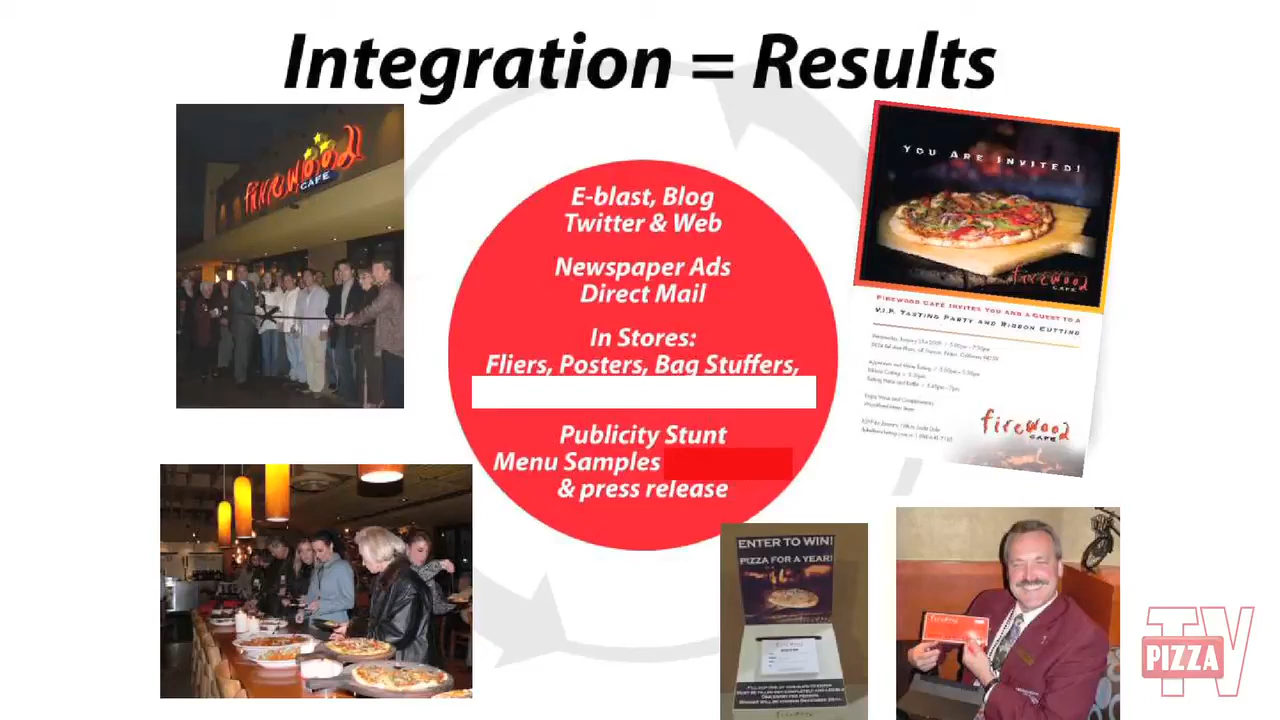 Integration = Results
firewood
CAFE
E-blast, Blog
Twitter & Web
Newspaper Ads
Direct Mail
In Stores:
Fliers, Posters, Bag Stuffers,
Publicity Stunt
Menu Samples
& press release
YOU ARE INVITED!
firewood
CAFE
FIREWOOD CAFE INVITES YOU AND A GUEST TO A
V.I.P. TASTING PARTY AND RIBBON CUTTING
firewood
CAFE
ENTER TO WIN!
PIZZA FOR A YEAR!
TV
PIZZA